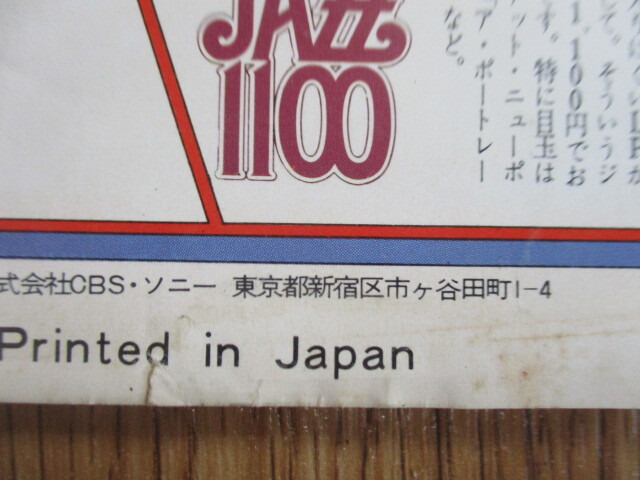 JAZZ
1100
して。そういうジ
1,100円でお
す。特に目玉は
ット・ニューポ
ア・ポートレー
など。
式会社CBS・ソニー 東京都新宿区市ヶ谷田町1-4
Printed in Japan